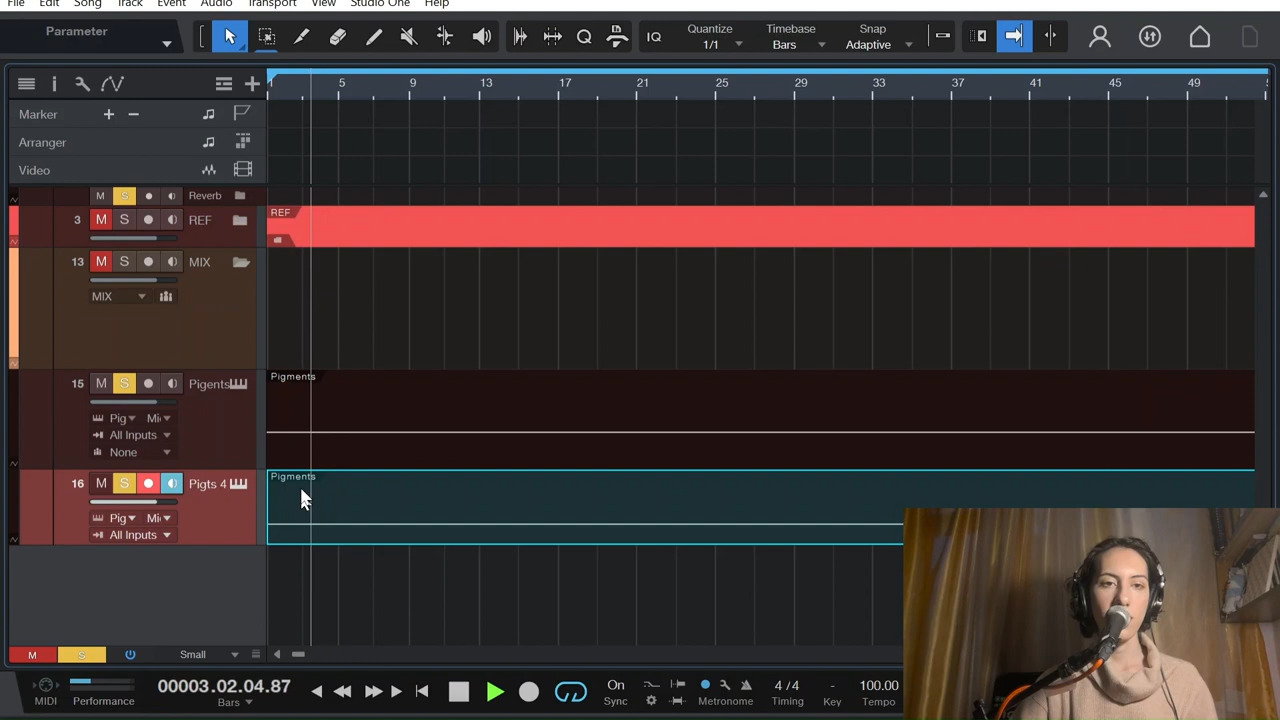 File Edit Song Track Event Audio Transport View Studio One Help
Parameter
IQ
Quantize Timebase Snap
1/1 Bars Adaptive
i
1 5 9 13 17 21 25 29 33 37 41 45 49
Marker
Arranger
Video
M S Reverb
3 M S REF
REF
13 M S MIX
MIX
Pigments
15 M S Pigents
Pig Mi
All Inputs
None
Pigments
16 M S Pigts 4
Pig Mi
All Inputs
M S Small
MIDI Performance
00003.02.04.87
Bars
On
Sync
Metronome
4/4
Timing
-
Key
100.00
Tempo